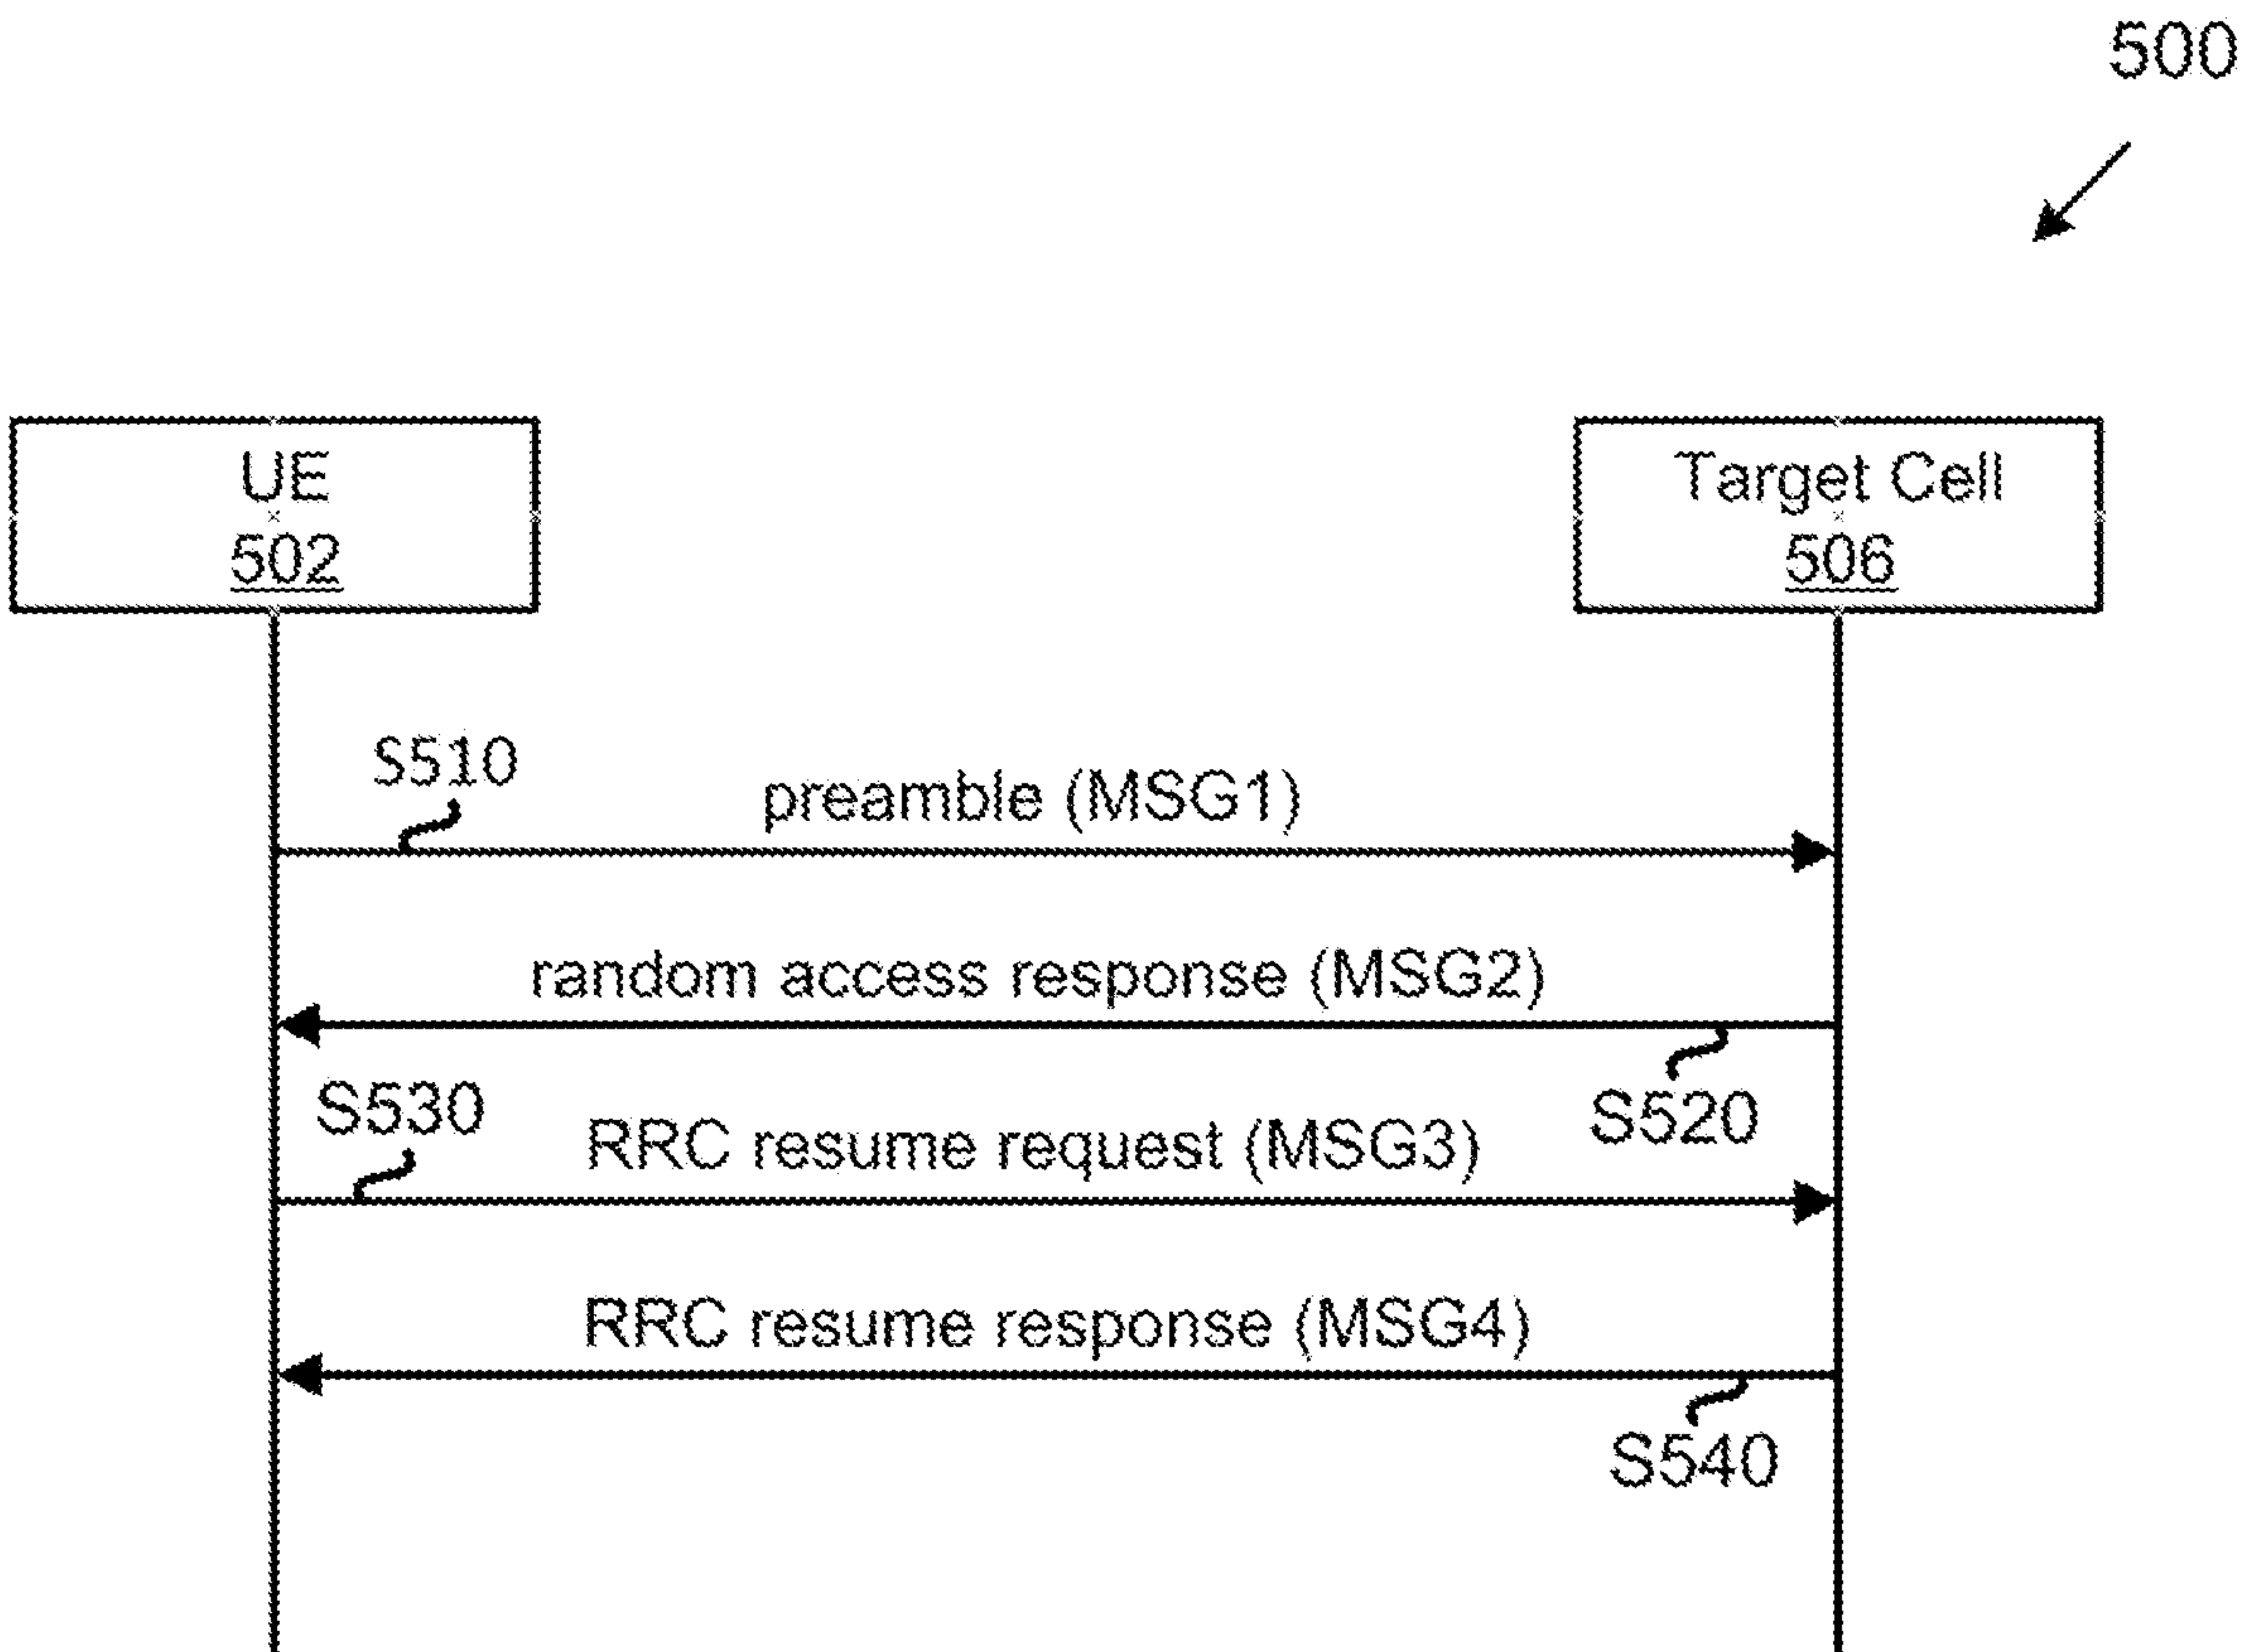 500
UE
502
Target Cell
506
S510
preamble (MSG1)
random access response (MSG2)
S520
S530
RRC resume request (MSG3)
RRC resume response (MSG4)
S540